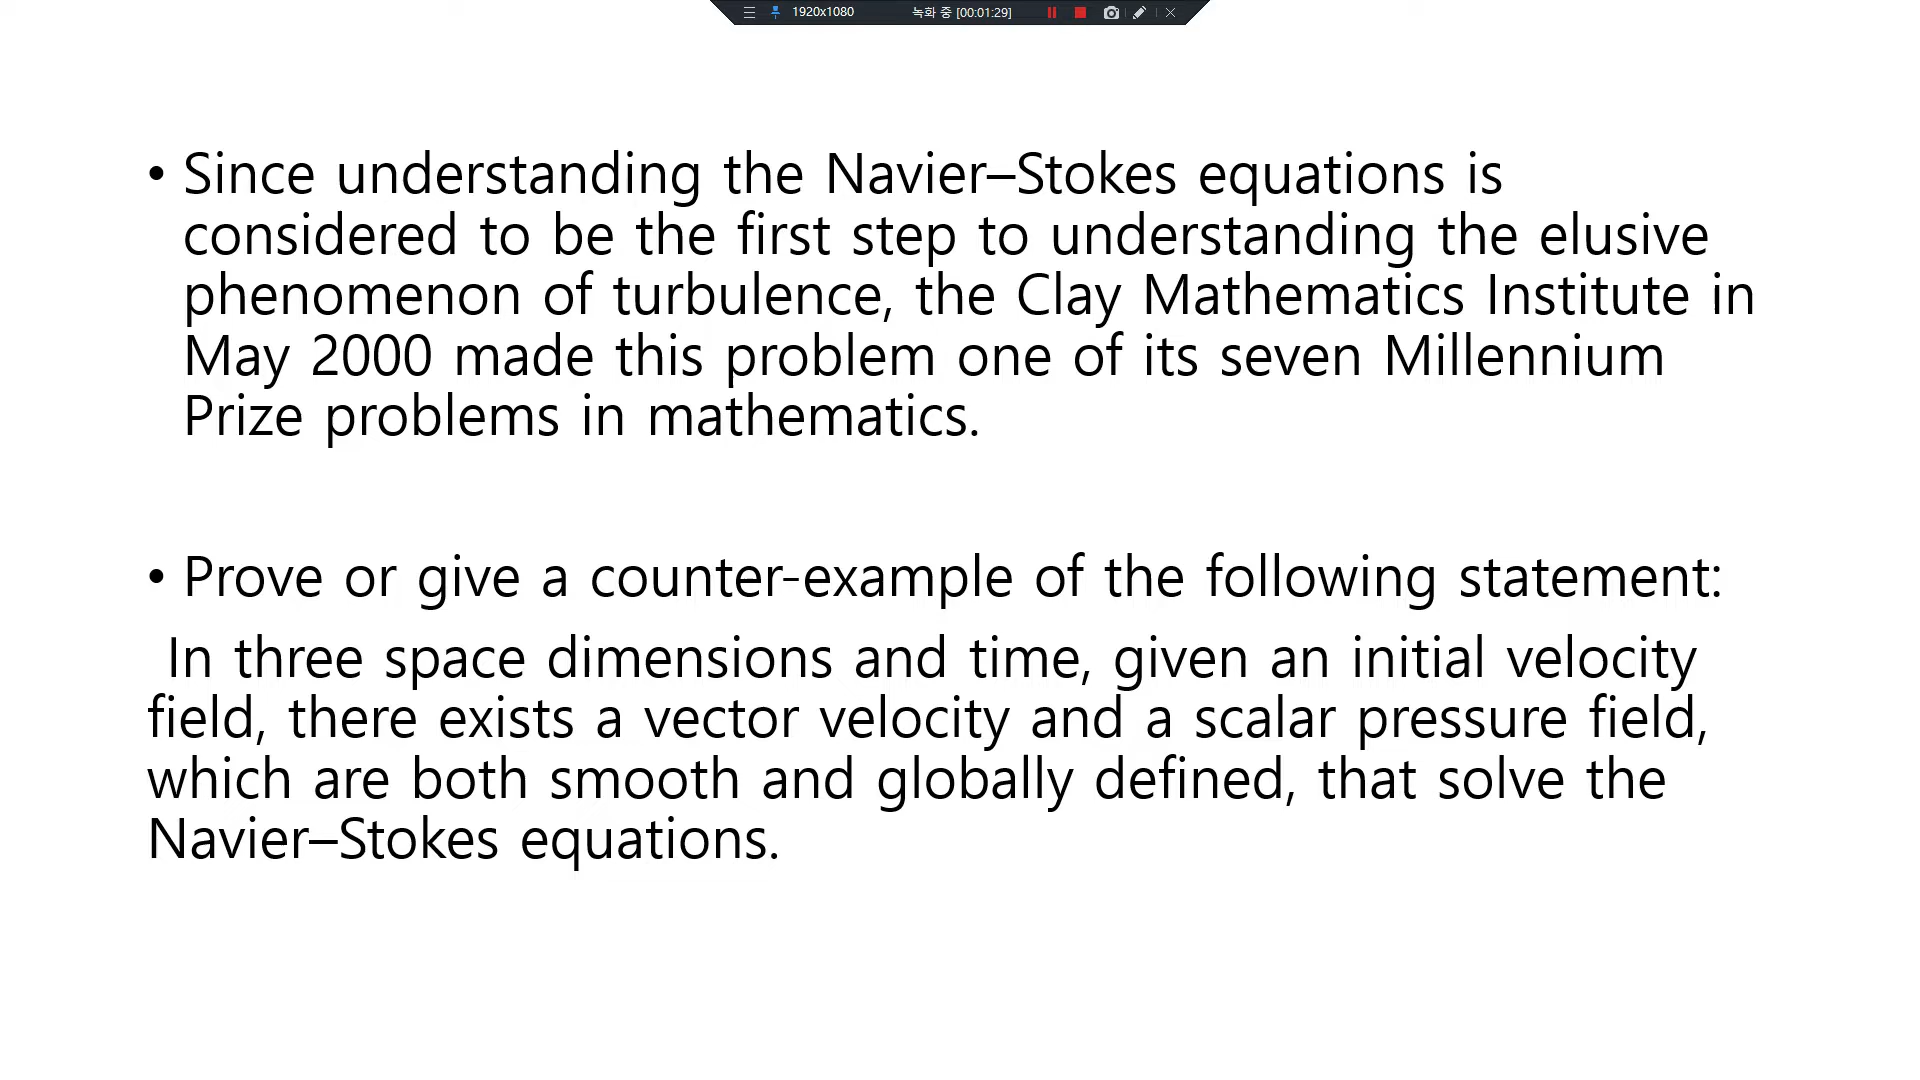 1920x1080 녹화 중 [00:01:29]
• Since understanding the Navier–Stokes equations is
considered to be the first step to understanding the elusive
phenomenon of turbulence, the Clay Mathematics Institute in
May 2000 made this problem one of its seven Millennium
Prize problems in mathematics.
• Prove or give a counter-example of the following statement:
In three space dimensions and time, given an initial velocity
field, there exists a vector velocity and a scalar pressure field,
which are both smooth and globally defined, that solve the
Navier–Stokes equations.